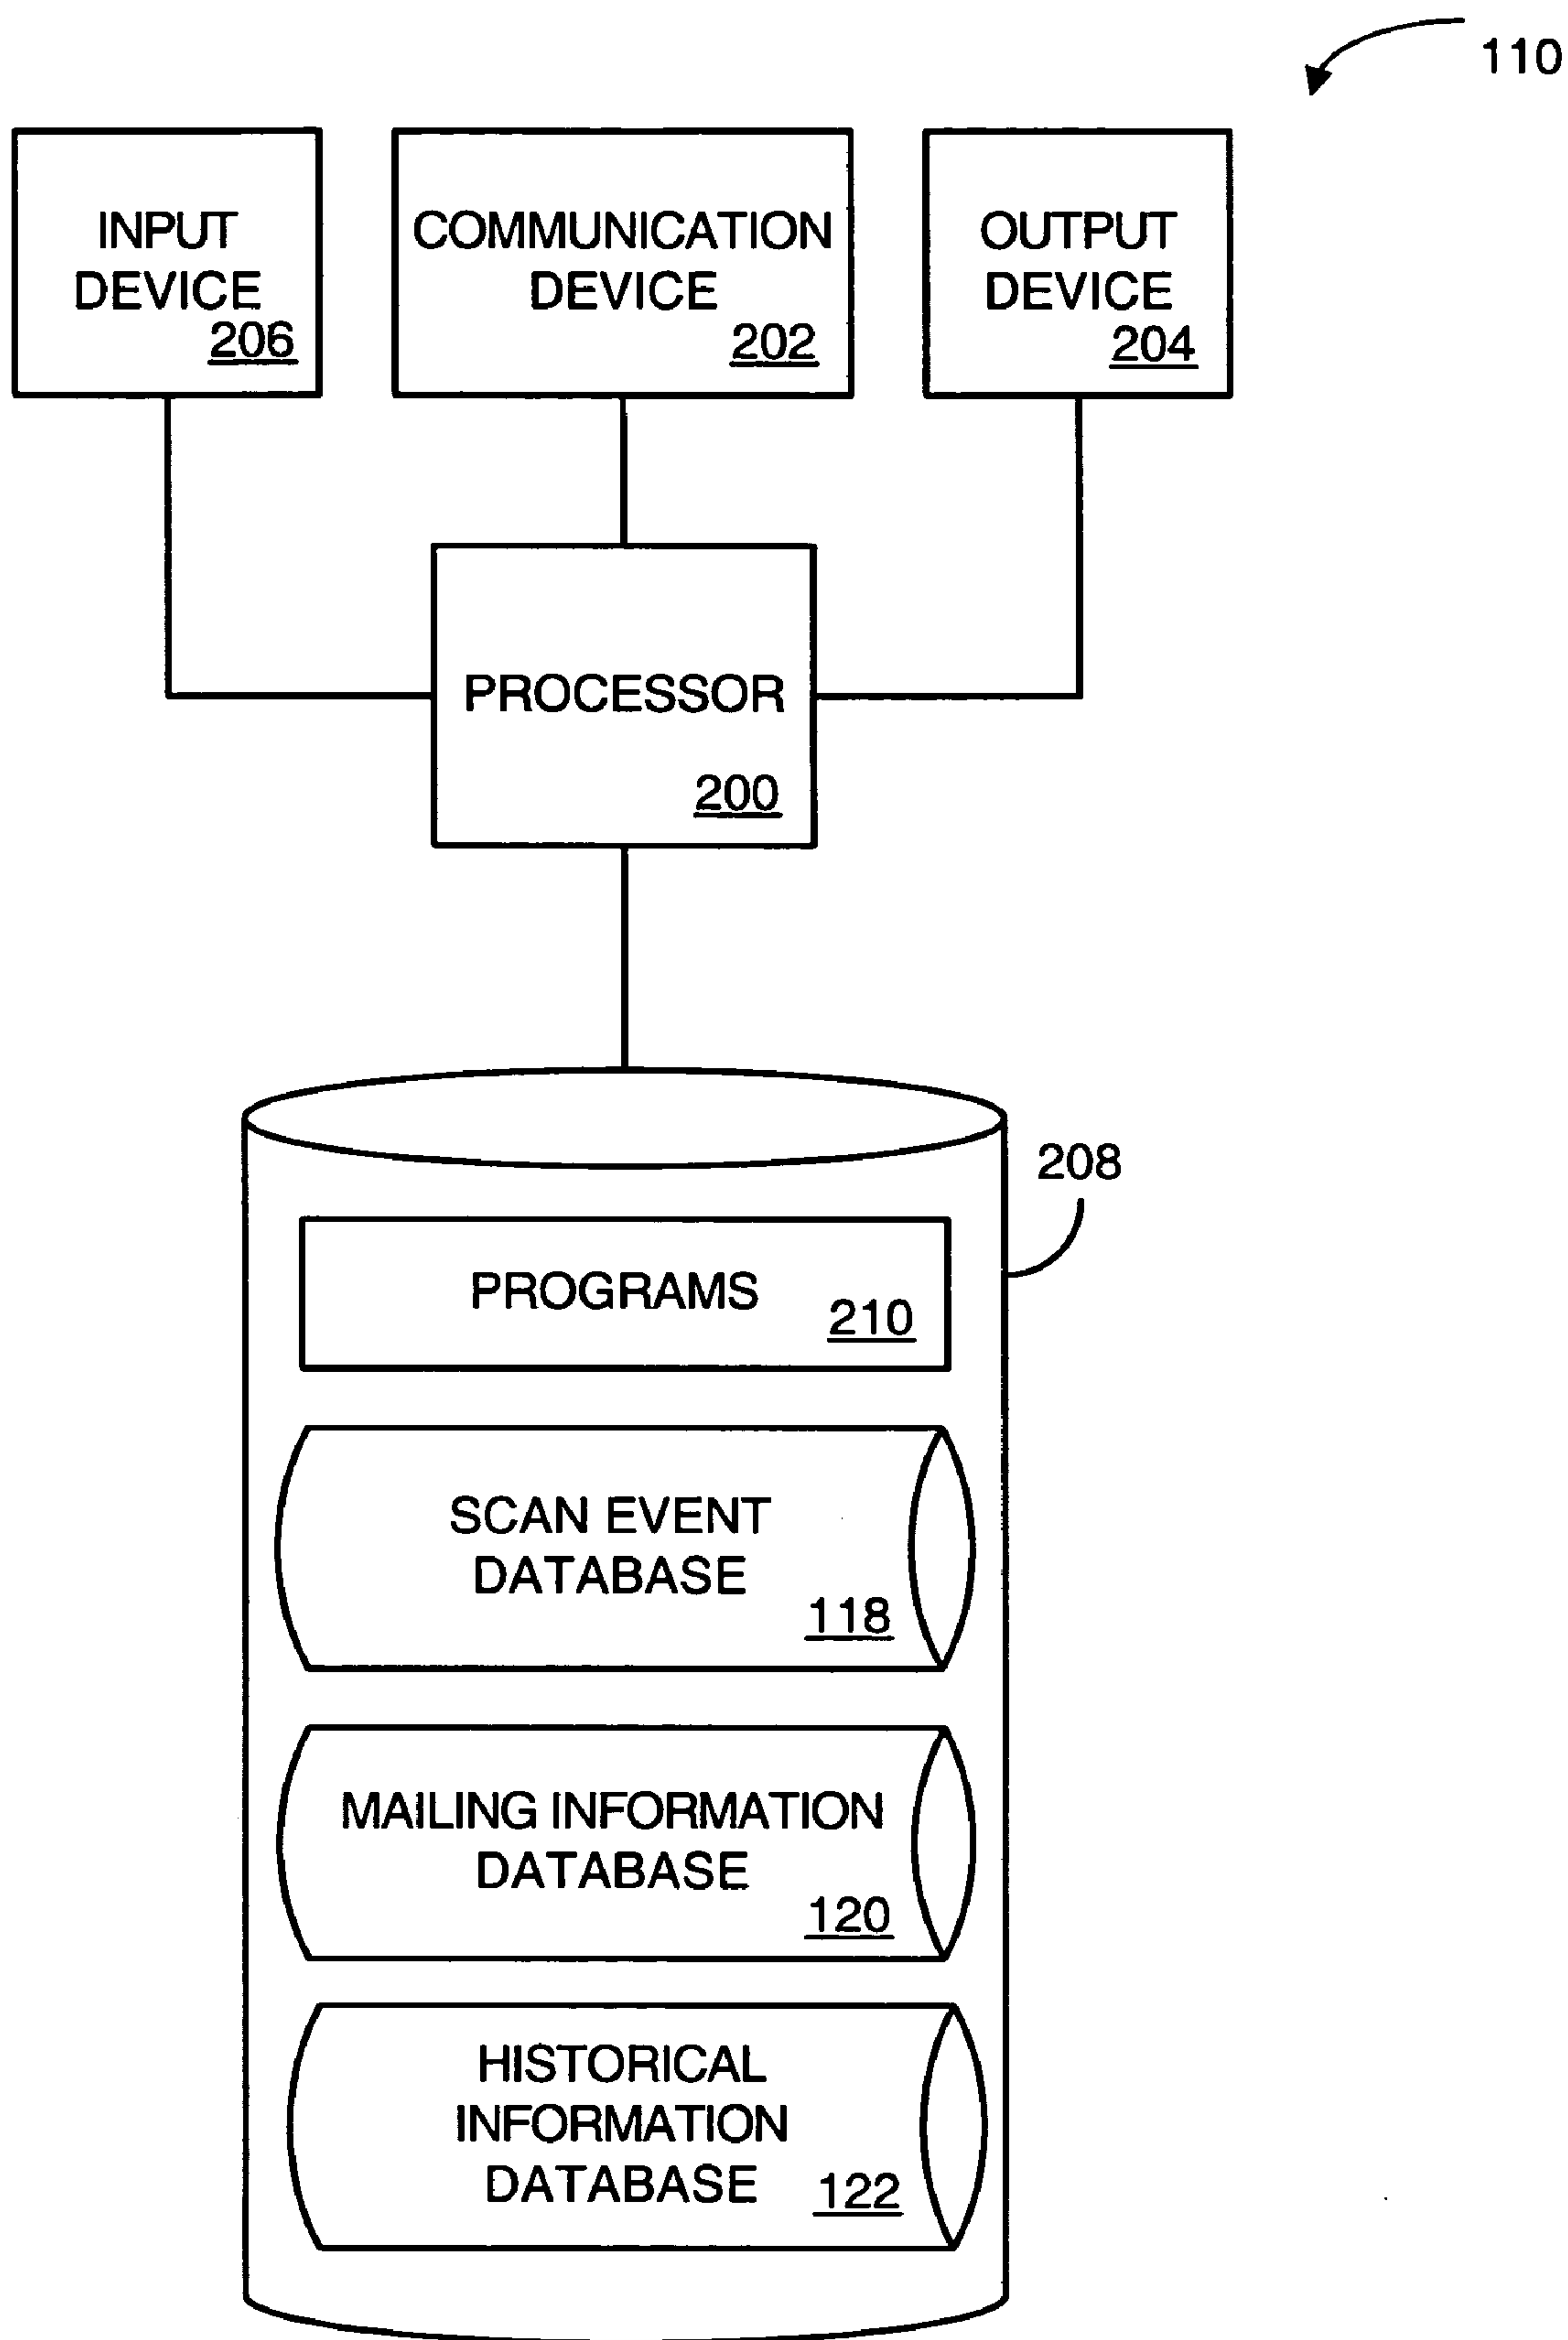 110
INPUT
DEVICE
206
COMMUNICATION
DEVICE
202
OUTPUT
DEVICE
204
PROCESSOR
200
208
PROGRAMS
210
SCAN EVENT
DATABASE
118
MAILING INFORMATION
DATABASE
120
HISTORICAL
INFORMATION
DATABASE
122